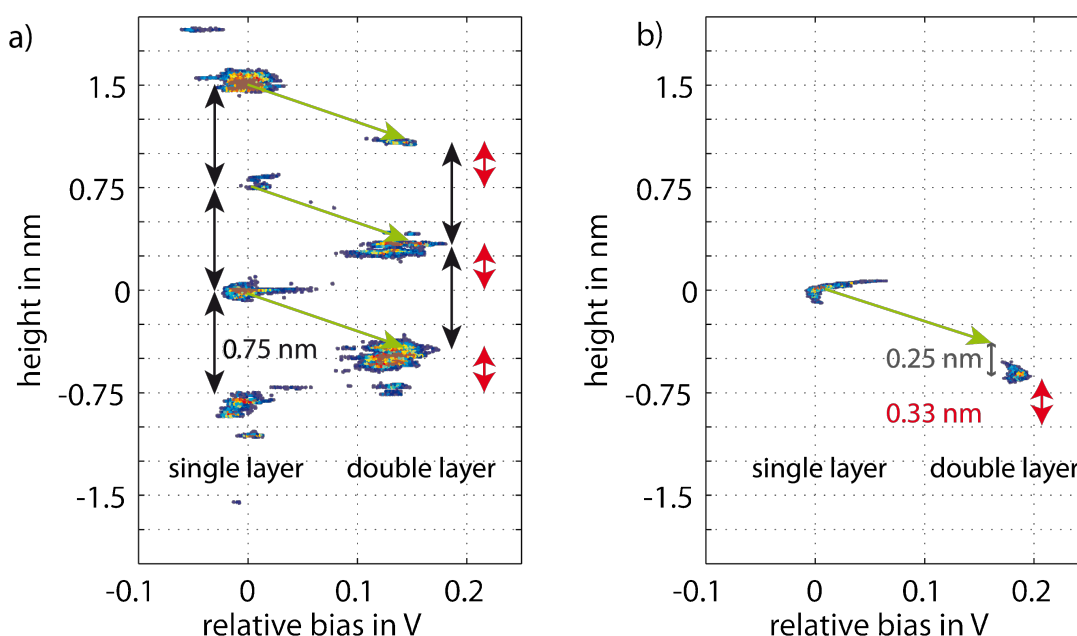 a)
height in nm
1.5
0.75
0
-0.75
-1.5
0.75 nm
single layer
double layer
-0.1
0
0.1
0.2
relative bias in V
b)
height in nm
1.5
0.75
0
-0.75
-1.5
0.25 nm
0.33 nm
single layer
double layer
-0.1
0
0.1
0.2
relative bias in V